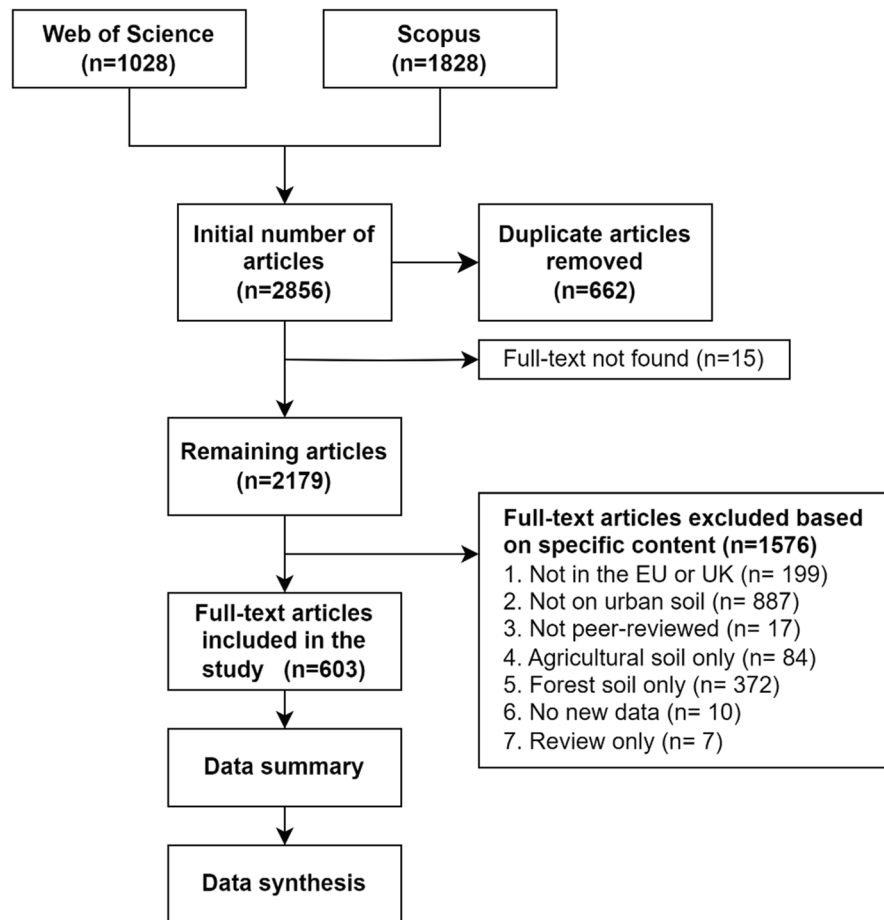 Web of Science
(n=1028)
Scopus
(n=1828)
Initial number of
articles
(n=2856)
Duplicate articles
removed
(n=662)
Full-text not found (n=15)
Remaining articles
(n=2179)
Full-text articles excluded based
on specific content (n=1576)
1. Not in the EU or UK (n= 199)
2. Not on urban soil (n= 887)
3. Not peer-reviewed (n= 17)
4. Agricultural soil only (n= 84)
5. Forest soil only (n= 372)
6. No new data (n= 10)
7. Review only (n= 7)
Full-text articles
included in the
study (n=603)
Data summary
Data synthesis